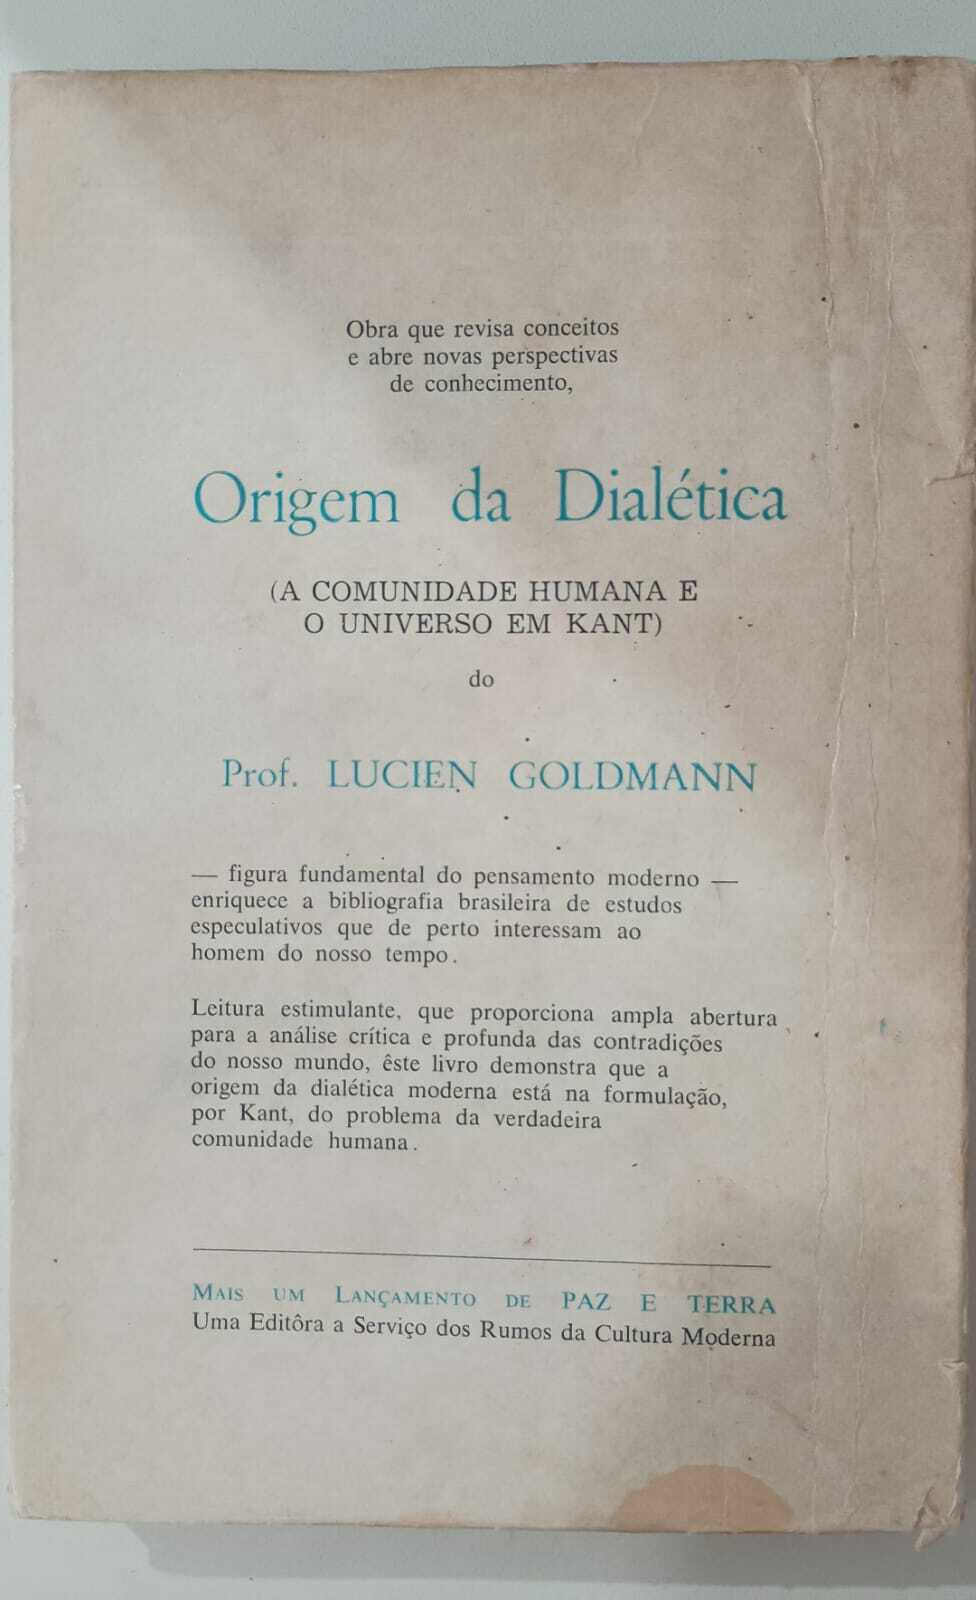 Obra que revisa conceitos
e abre novas perspectivas
de conhecimento,
Origem da Dialética
(A COMUNIDADE HUMANA E
O UNIVERSO EM KANT)
do
Prof. LUCIEN GOLDMANN
— figura fundamental do pensamento moderno —
enriquece a bibliografia brasileira de estudos
especulativos que de perto interessam ao
homem do nosso tempo.
Leitura estimulante, que proporciona ampla abertura
para a análise crítica e profunda das contradições
do nosso mundo, êste livro demonstra que a
origem da dialética moderna está na formulação,
por Kant, do problema da verdadeira
comunidade humana.
MAIS UM LANÇAMENTO DE PAZ E TERRA
Uma Editôra a Serviço dos Rumos da Cultura Moderna